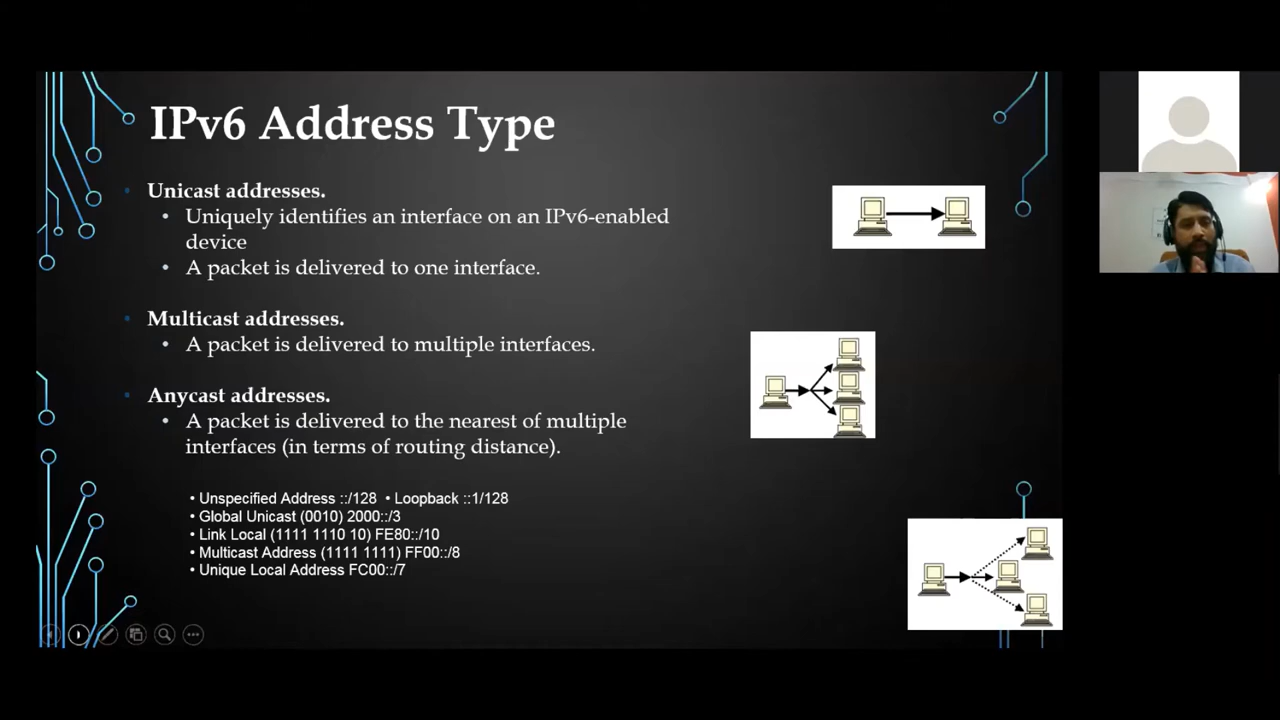 IPv6 Address Type
• Unicast addresses.
• Uniquely identifies an interface on an IPv6-enabled
device
• A packet is delivered to one interface.
• Multicast addresses.
• A packet is delivered to multiple interfaces.
• Anycast addresses.
• A packet is delivered to the nearest of multiple
interfaces (in terms of routing distance).
• Unspecified Address ::/128 • Loopback ::1/128
• Global Unicast (0010) 2000::/3
• Link Local (1111 1110 10) FE80::/10
• Multicast Address (1111 1111) FF00::/8
• Unique Local Address FC00::/7